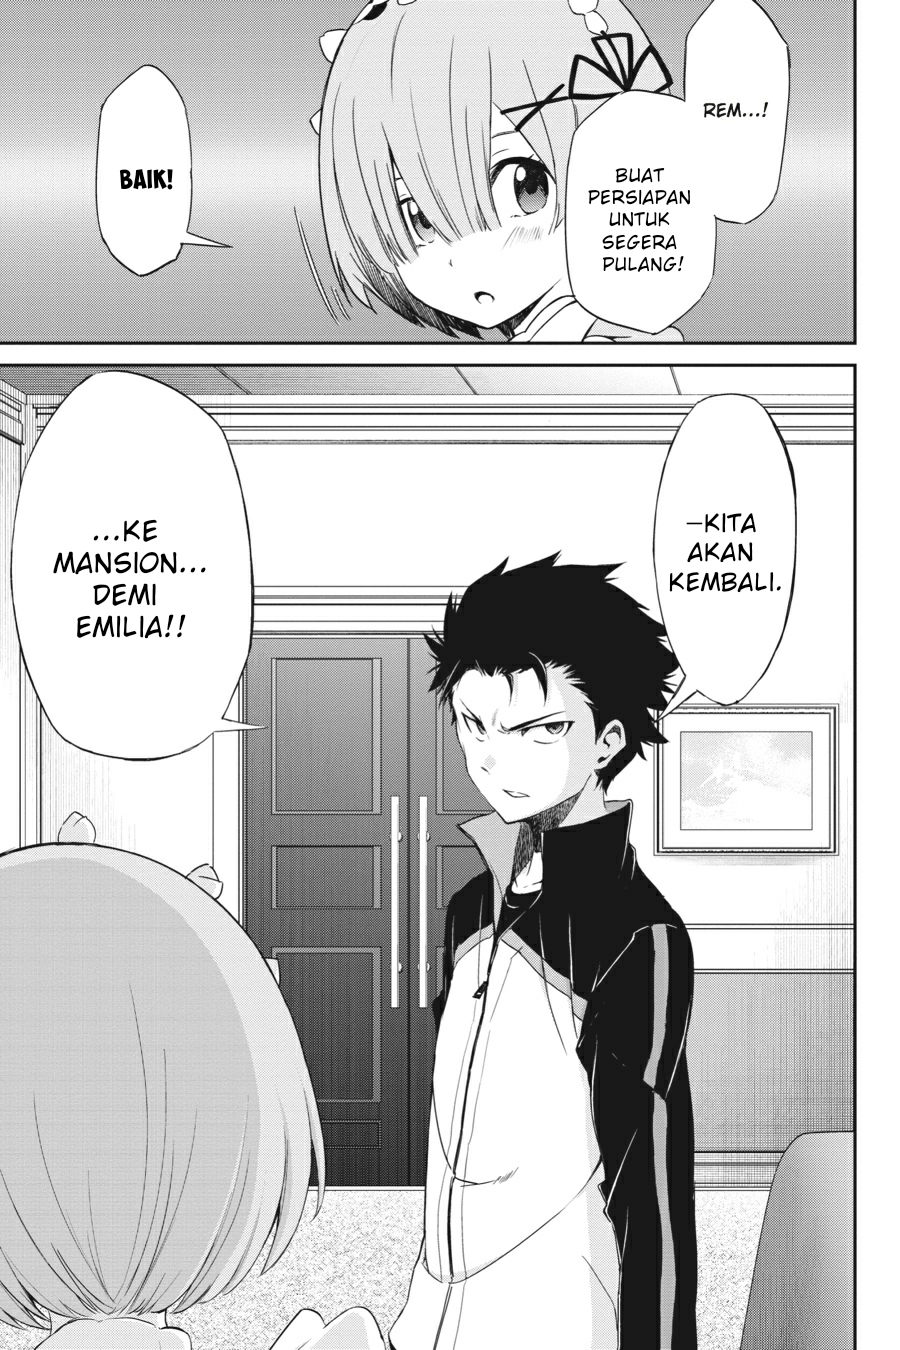 REM...!
BUAT
PERSIAPAN
UNTUK
SEGERA
PULANG!
BAIK!
–KITA
AKAN
KEMBALI.
...KE
MANSION...
DEMI
EMILIA!!